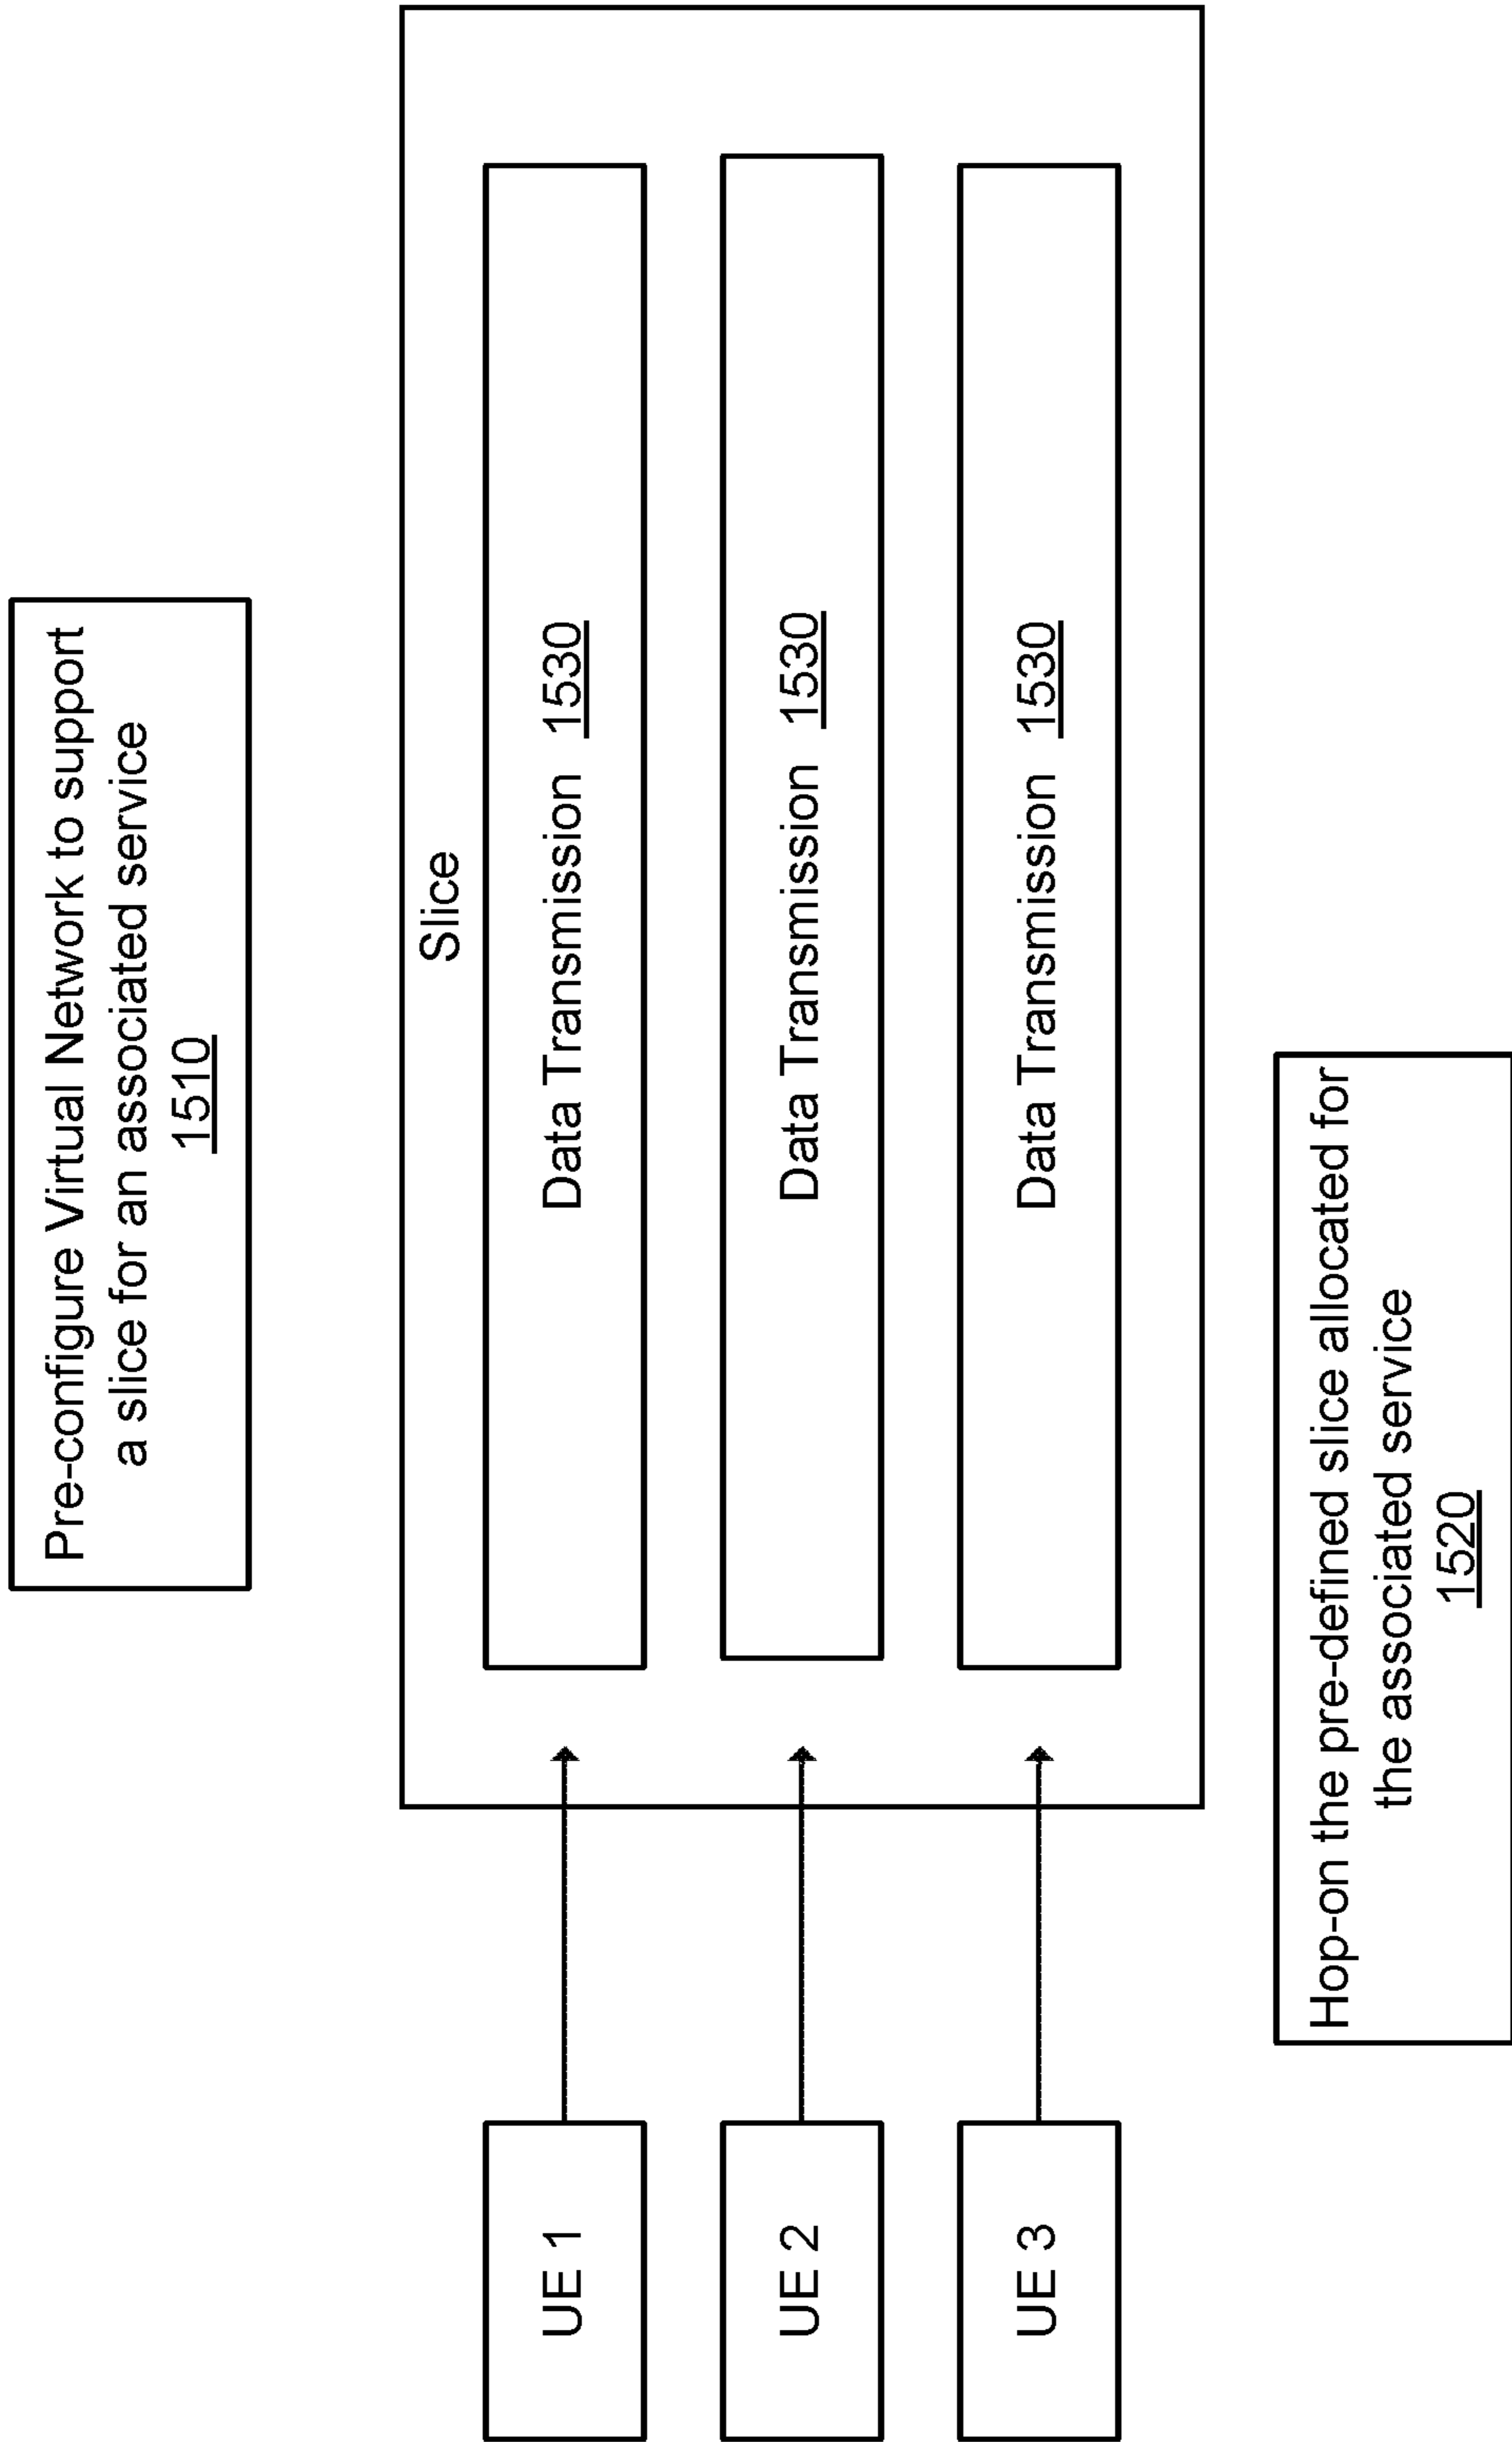 Pre-configure Virtual Network to support
a slice for an associated service
1510
Slice
UE 1
Data Transmission 1530
UE 2
Data Transmission 1530
UE 3
Data Transmission 1530
Hop-on the pre-defined slice allocated for
the associated service
1520